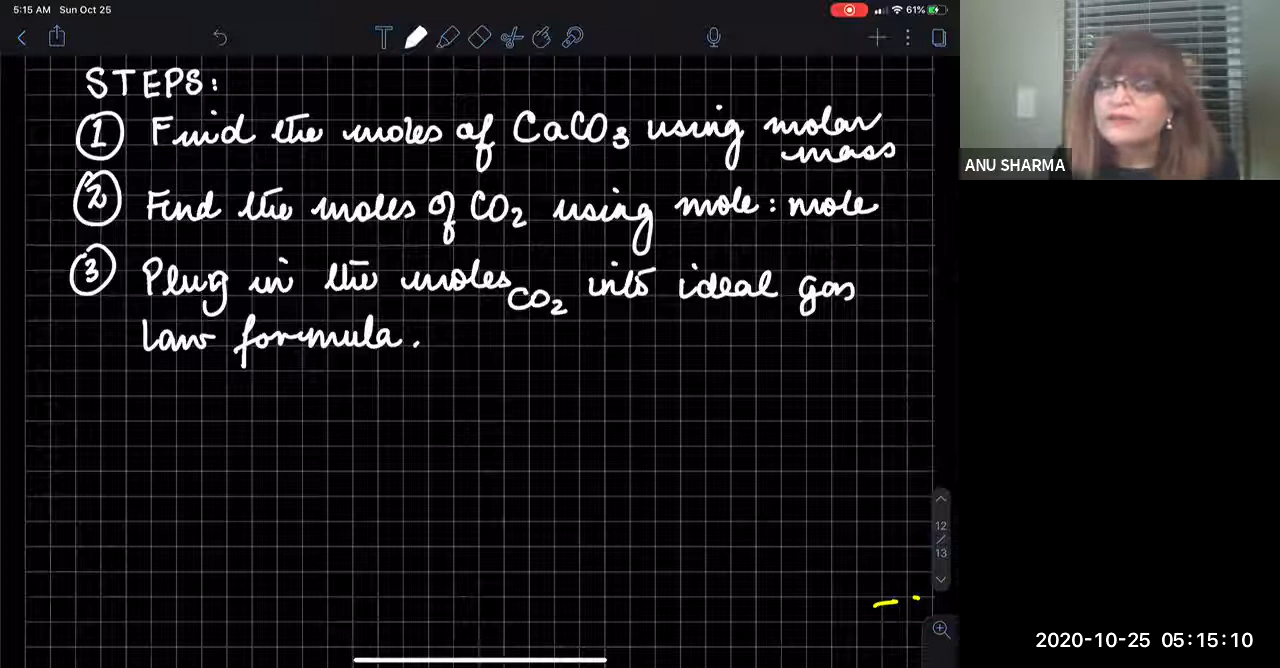 5:15 AM Sun Oct 25
61%
STEPS:
1 Find the moles of CaCO3 using molar
mass
2 Find the moles of CO2 using mole : mole
3 Plug in the moles CO2 into ideal gas
law formula.
ANU SHARMA
12
/
13
2020-10-25 05:15:10